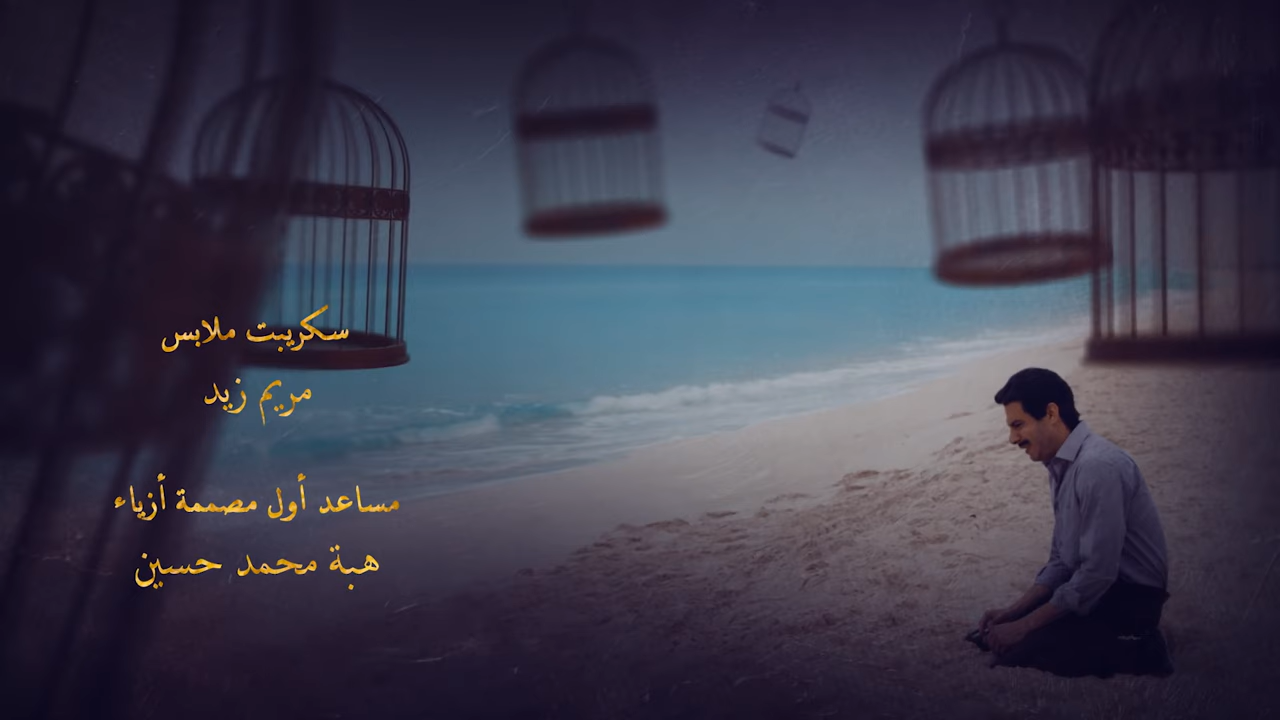 سكريبت ملابس
مريم زيد
مساعد أول مصممة أزياء
هبة محمد حسين